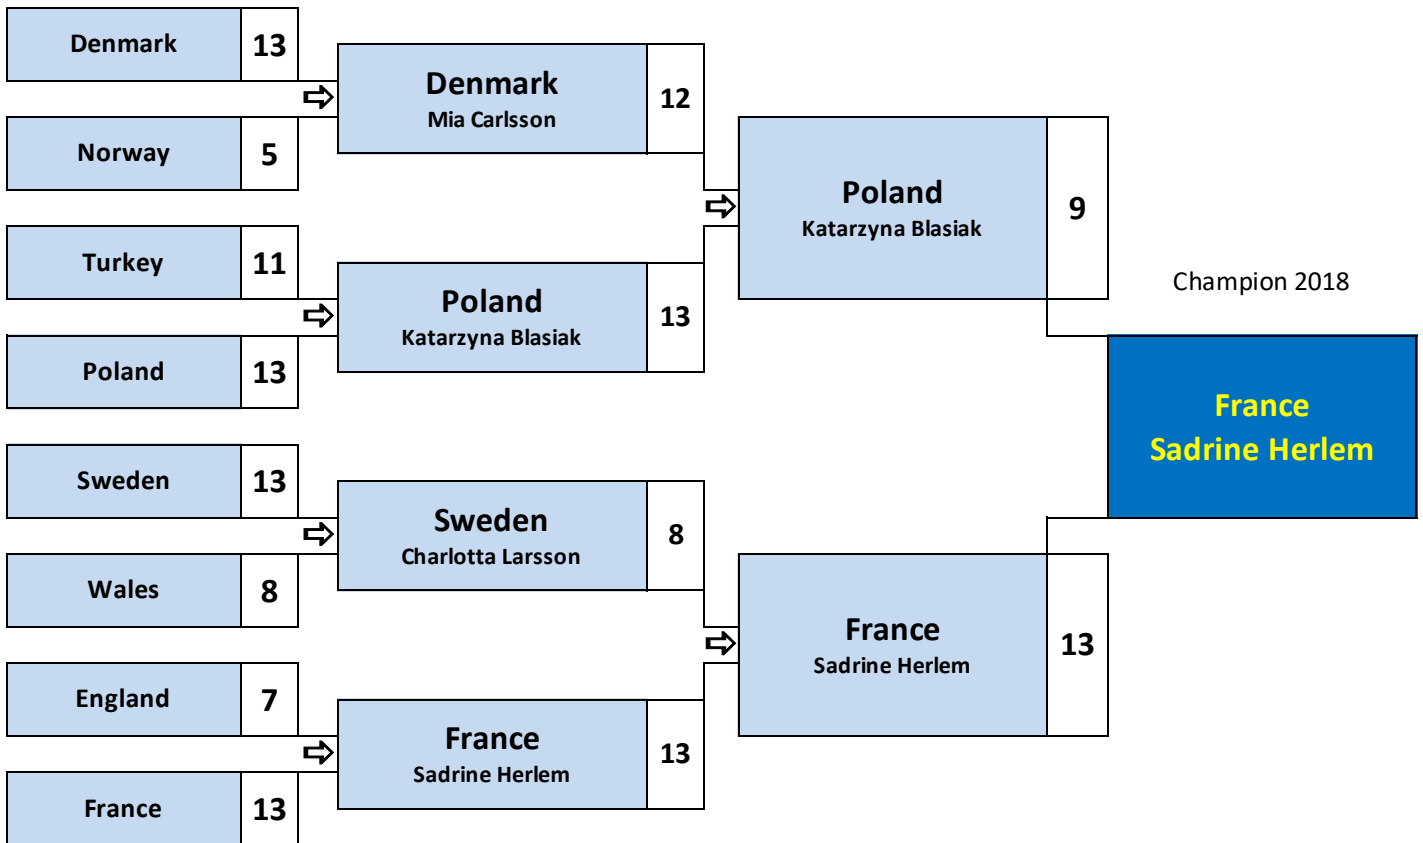 Denmark 13
Norway 5
Turkey 11
Poland 13
Sweden 13
Wales 8
England 7
France 13
Denmark
Mia Carlsson
12
Poland
Katarzyna Blasiak
13
Sweden
Charlotta Larsson
8
France
Sadrine Herlem
13
Poland
Katarzyna Blasiak
9
France
Sadrine Herlem
13
Champion 2018
France
Sadrine Herlem